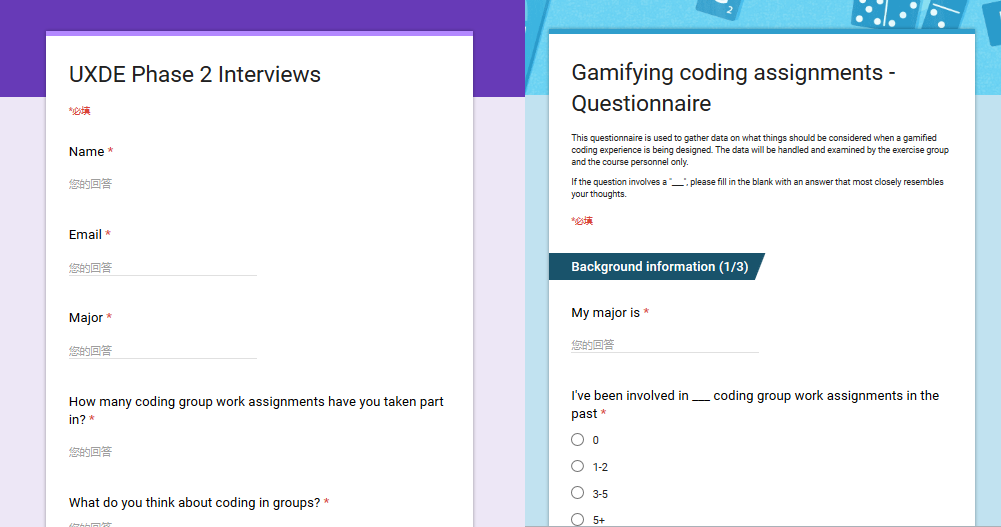 UXDE Phase 2 Interviews
*必填
Name *
您的回答
Email *
您的回答
Major *
您的回答
How many coding group work assignments have you taken part
in? *
您的回答
What do you think about coding in groups? *
您的回答
2
Gamifying coding assignments -
Questionnaire
This questionnaire is used to gather data on what things should be considered when a gamified
coding experience is being designed. The data will be handled and examined by the exercise group
and the course personnel only.
If the question involves a "___", please fill in the blank with an answer that most closely resembles
your thoughts.
*必填
Background information (1/3)
My major is *
您的回答
I've been involved in ___ coding group work assignments in the
past *
0
1-2
3-5
5+